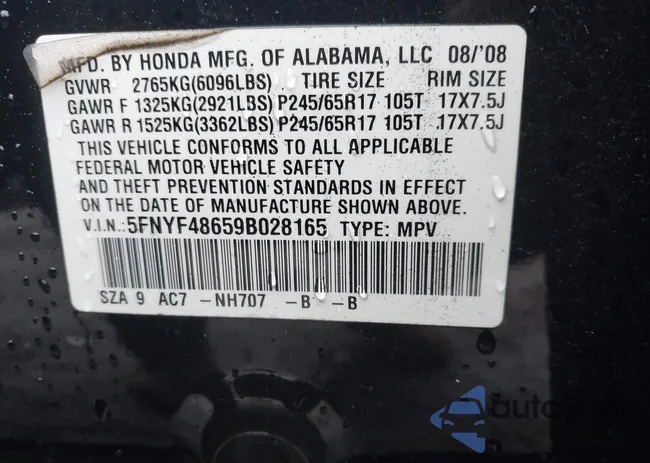 MFD. BY HONDA MFG. OF ALABAMA, LLC 08/'08
GVWR 2765KG(6096LBS) TIRE SIZE RIM SIZE
GAWR F 1325KG(2921LBS) P245/65R17 105T 17X7.5J
GAWR R 1525KG(3362LBS) P245/65R17 105T 17X7.5J
THIS VEHICLE CONFORMS TO ALL APPLICABLE
FEDERAL MOTOR VEHICLE SAFETY
AND THEFT PREVENTION STANDARDS IN EFFECT
ON THE DATE OF MANUFACTURE SHOWN ABOVE.
V.I.N.:5FNYF48659B028165 TYPE: MPV
SZA 9 AC7 -NH707 -B -B